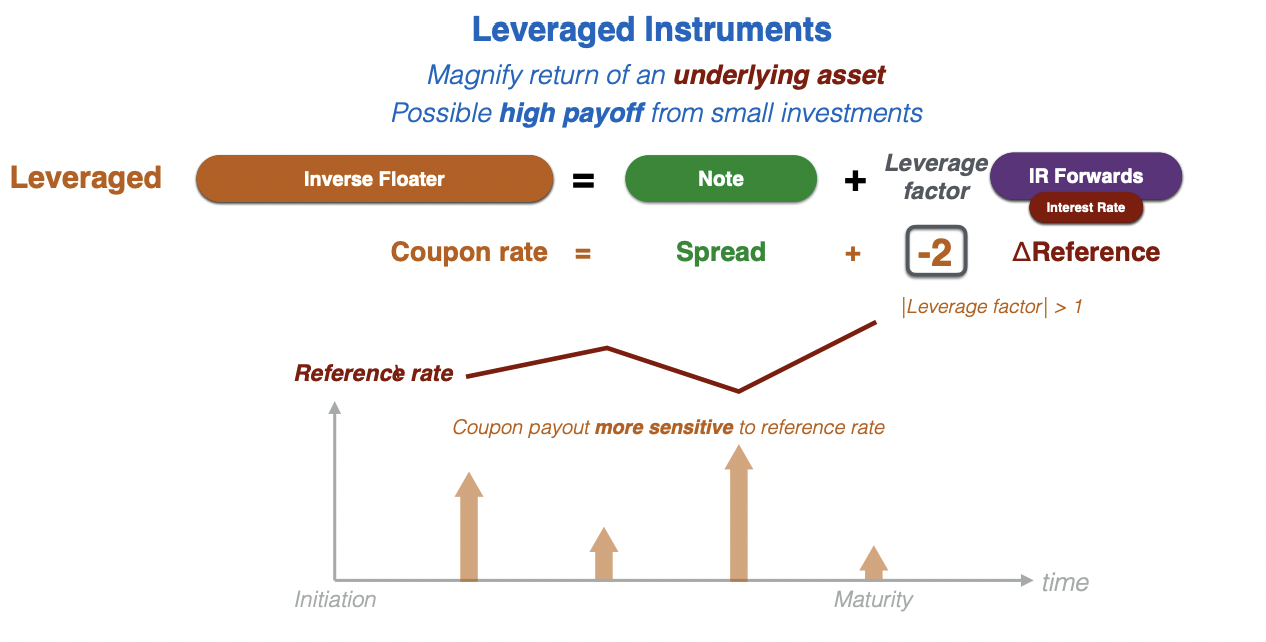 Leveraged Instruments
Magnify return of an underlying asset
Possible high payoff from small investments
Leveraged Inverse Floater = Note + Leverage factor IR Forwards
Interest Rate
Coupon rate = Spread + -2 ΔReference
|Leverage factor| > 1
Reference rate
Coupon payout more sensitive to reference rate
time
Initiation Maturity